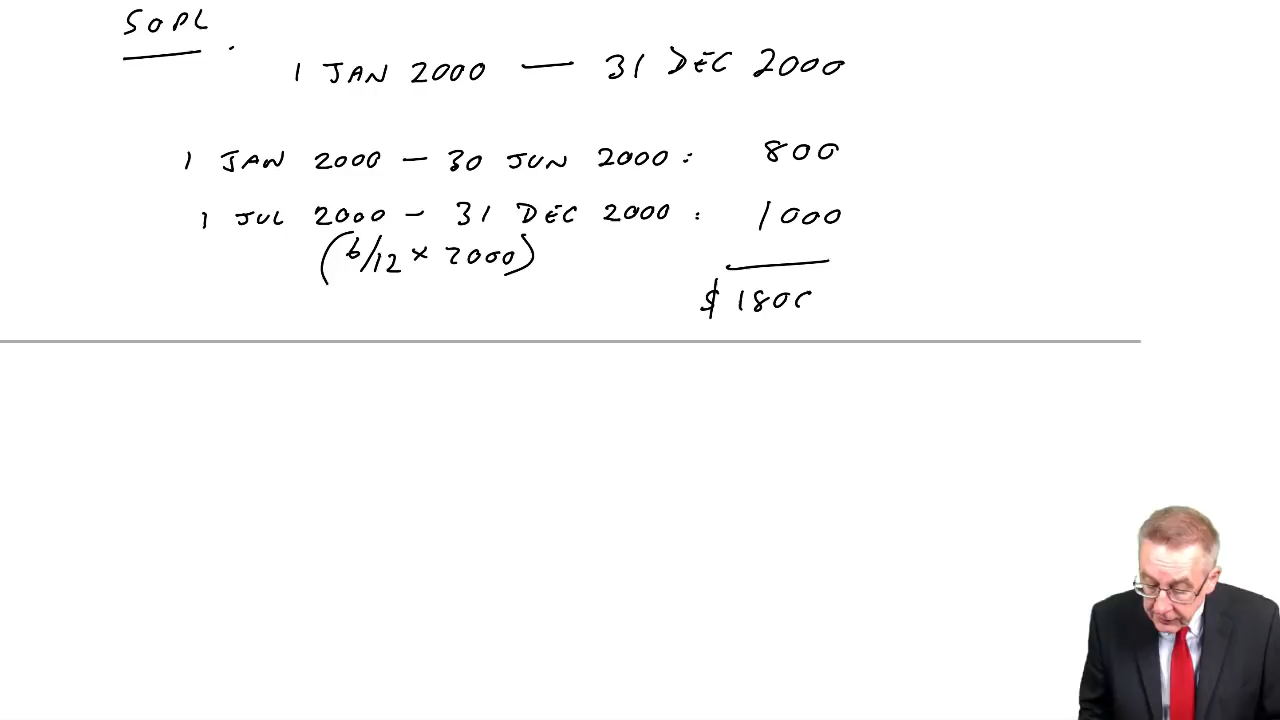 SOPL
1 JAN 2000 — 31 DEC 2000
1 JAN 2000 — 30 JUN 2000 : 800
1 JUL 2000 — 31 DEC 2000 : 1000
(6/12 × 2000)
$ 1800